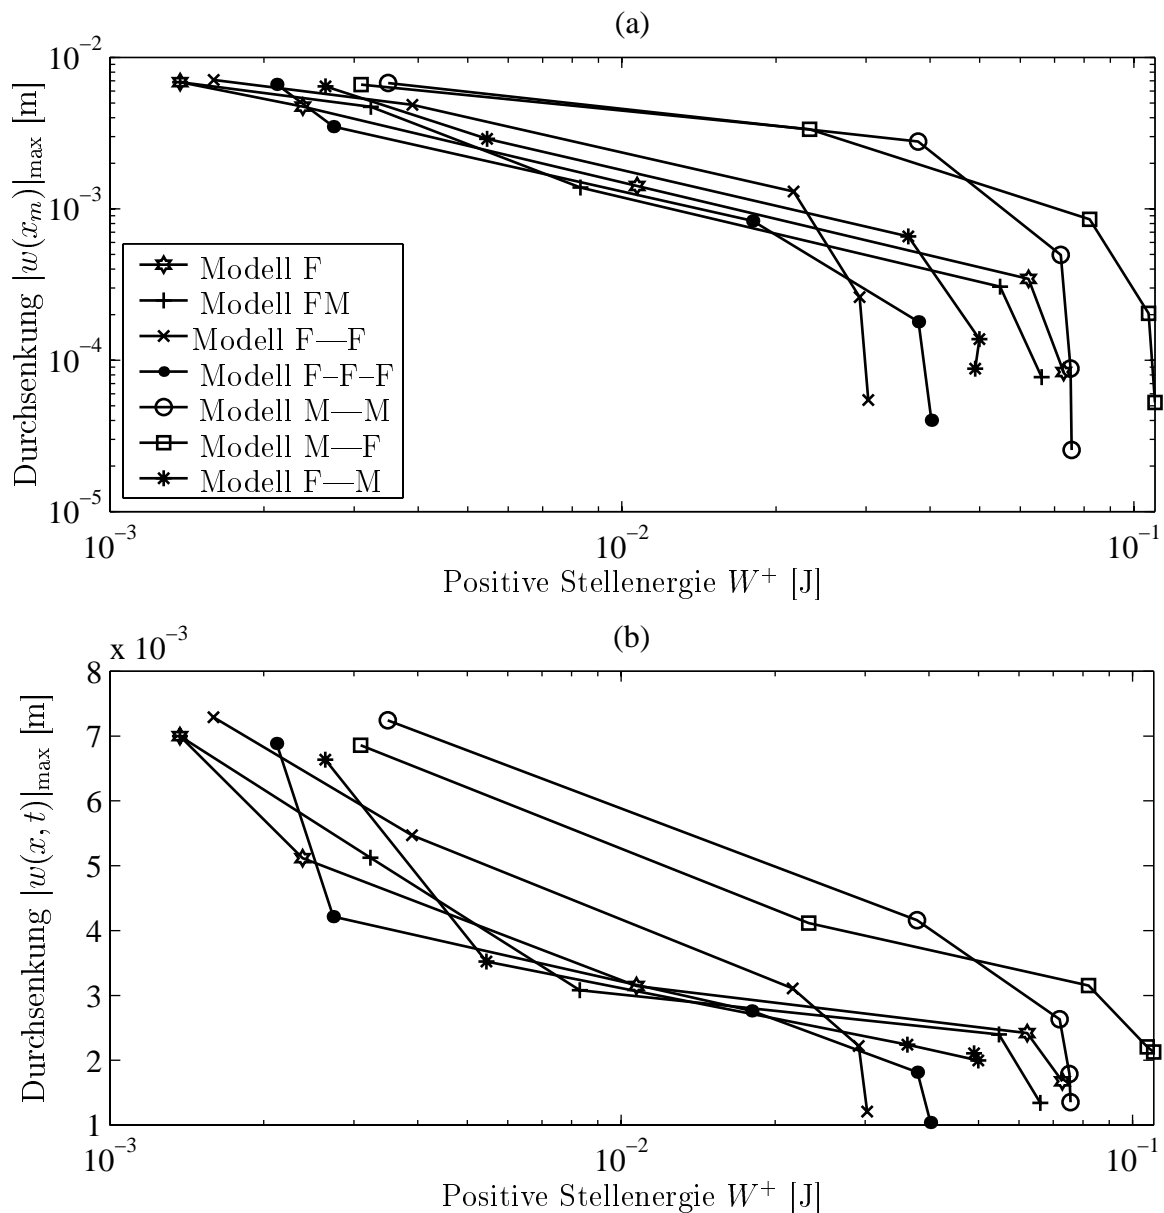 (a)
Durchsenkung |w(x_m)|_max [m]
10^−2
10^−3
10^−4
10^−5
Modell F
Modell FM
Modell F—F
Modell F–F–F
Modell M—M
Modell M—F
Modell F—M
10^−3
10^−2
10^−1
Positive Stellenergie W^+ [J]
(b)
x 10^−3
Durchsenkung |w(x, t)|_max [m]
8
7
6
5
4
3
2
1
10^−3
10^−2
10^−1
Positive Stellenergie W^+ [J]